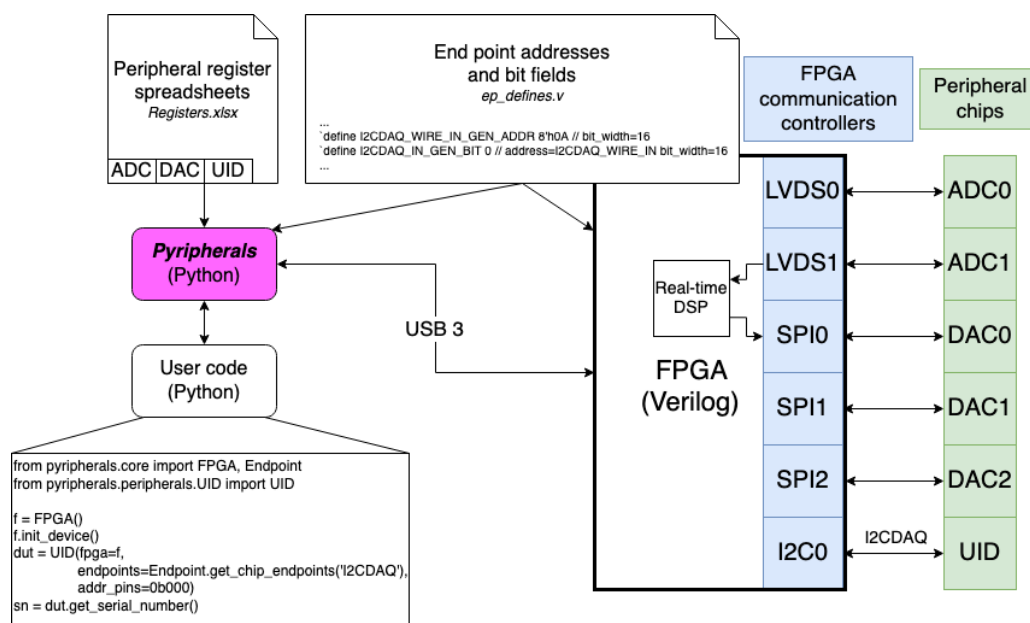 Peripheral register
spreadsheets
Registers.xlsx
ADC DAC UID
End point addresses
and bit fields
ep_defines.v
...
`define I2CDAQ_WIRE_IN_GEN_ADDR 8'h0A // bit_width=16
`define I2CDAQ_IN_GEN_BIT 0 // address=I2CDAQ_WIRE_IN bit_width=16
...
FPGA
communication
controllers
Peripheral
chips
Pyripherals
(Python)
USB 3
User code
(Python)
from pyripherals.core import FPGA, Endpoint
from pyripherals.peripherals.UID import UID
f = FPGA()
f.init_device()
dut = UID(fpga=f,
endpoints=Endpoint.get_chip_endpoints('I2CDAQ'),
addr_pins=0b000)
sn = dut.get_serial_number()
Real-time
DSP
FPGA
(Verilog)
LVDS0
LVDS1
SPI0
SPI1
SPI2
I2C0
I2CDAQ
ADC0
ADC1
DAC0
DAC1
DAC2
UID